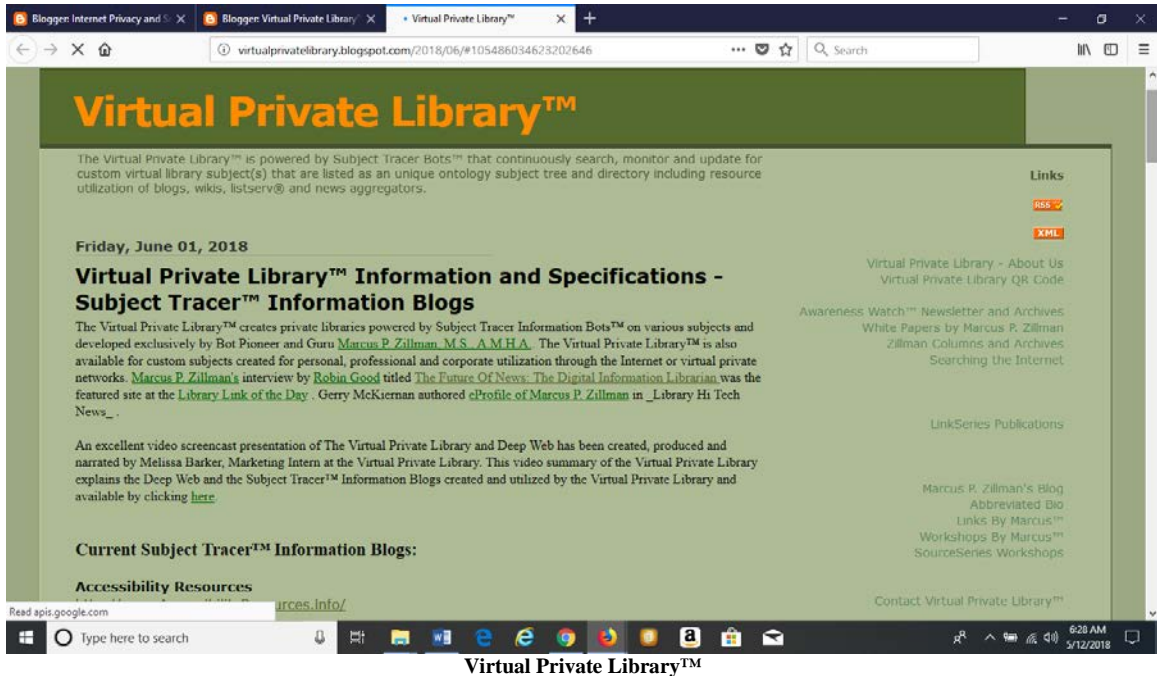 Blogger: Internet Privacy and S
Blogger: Virtual Private Library
Virtual Private Library™
virtualprivatelibrary.blogspot.com/2018/06/#105486034623202646
Search
Virtual Private Library™
The Virtual Private Library™ is powered by Subject Tracer Bots™ that continuously search, monitor and update for
custom virtual library subject(s) that are listed as an unique ontology subject tree and directory including resource
utilization of blogs, wikis, listserv® and news aggregators.
Friday, June 01, 2018
Virtual Private Library™ Information and Specifications -
Subject Tracer™ Information Blogs
The Virtual Private Library™ creates private libraries powered by Subject Tracer Information Bots™ on various subjects and
developed exclusively by Bot Pioneer and Guru Marcus P. Zillman, M.S., A.M.H.A. The Virtual Private Library™ is also
available for custom subjects created for personal, professional and corporate utilization through the Internet or virtual private
networks. Marcus P. Zillman's interview by Robin Good titled The Future Of News: The Digital Information Librarian was the
featured site at the Library Link of the Day . Gerry McKiernan authored eProfile of Marcus P. Zillman in _Library Hi Tech
News_ .
An excellent video screencast presentation of The Virtual Private Library and Deep Web has been created, produced and
narrated by Melissa Barker, Marketing Intern at the Virtual Private Library. This video summary of the Virtual Private Library
explains the Deep Web and the Subject Tracer™ Information Blogs created and utilized by the Virtual Private Library and
available by clicking here.
Current Subject Tracer™ Information Blogs:
Accessibility Resources
urces.Info/
Links
RSS
XML
Virtual Private Library - About Us
Virtual Private Library QR Code
Awareness Watch™ Newsletter and Archives
White Papers by Marcus P. Zillman
Zillman Columns and Archives
Searching the Internet
LinkSeries Publications
Marcus P. Zillman's Blog
Abbreviated Bio
Links By Marcus™
Workshops By Marcus™
SourceSeries Workshops
Contact Virtual Private Library™
Read apis.google.com
Type here to search
6:28 AM
5/12/2018
Virtual Private Library™